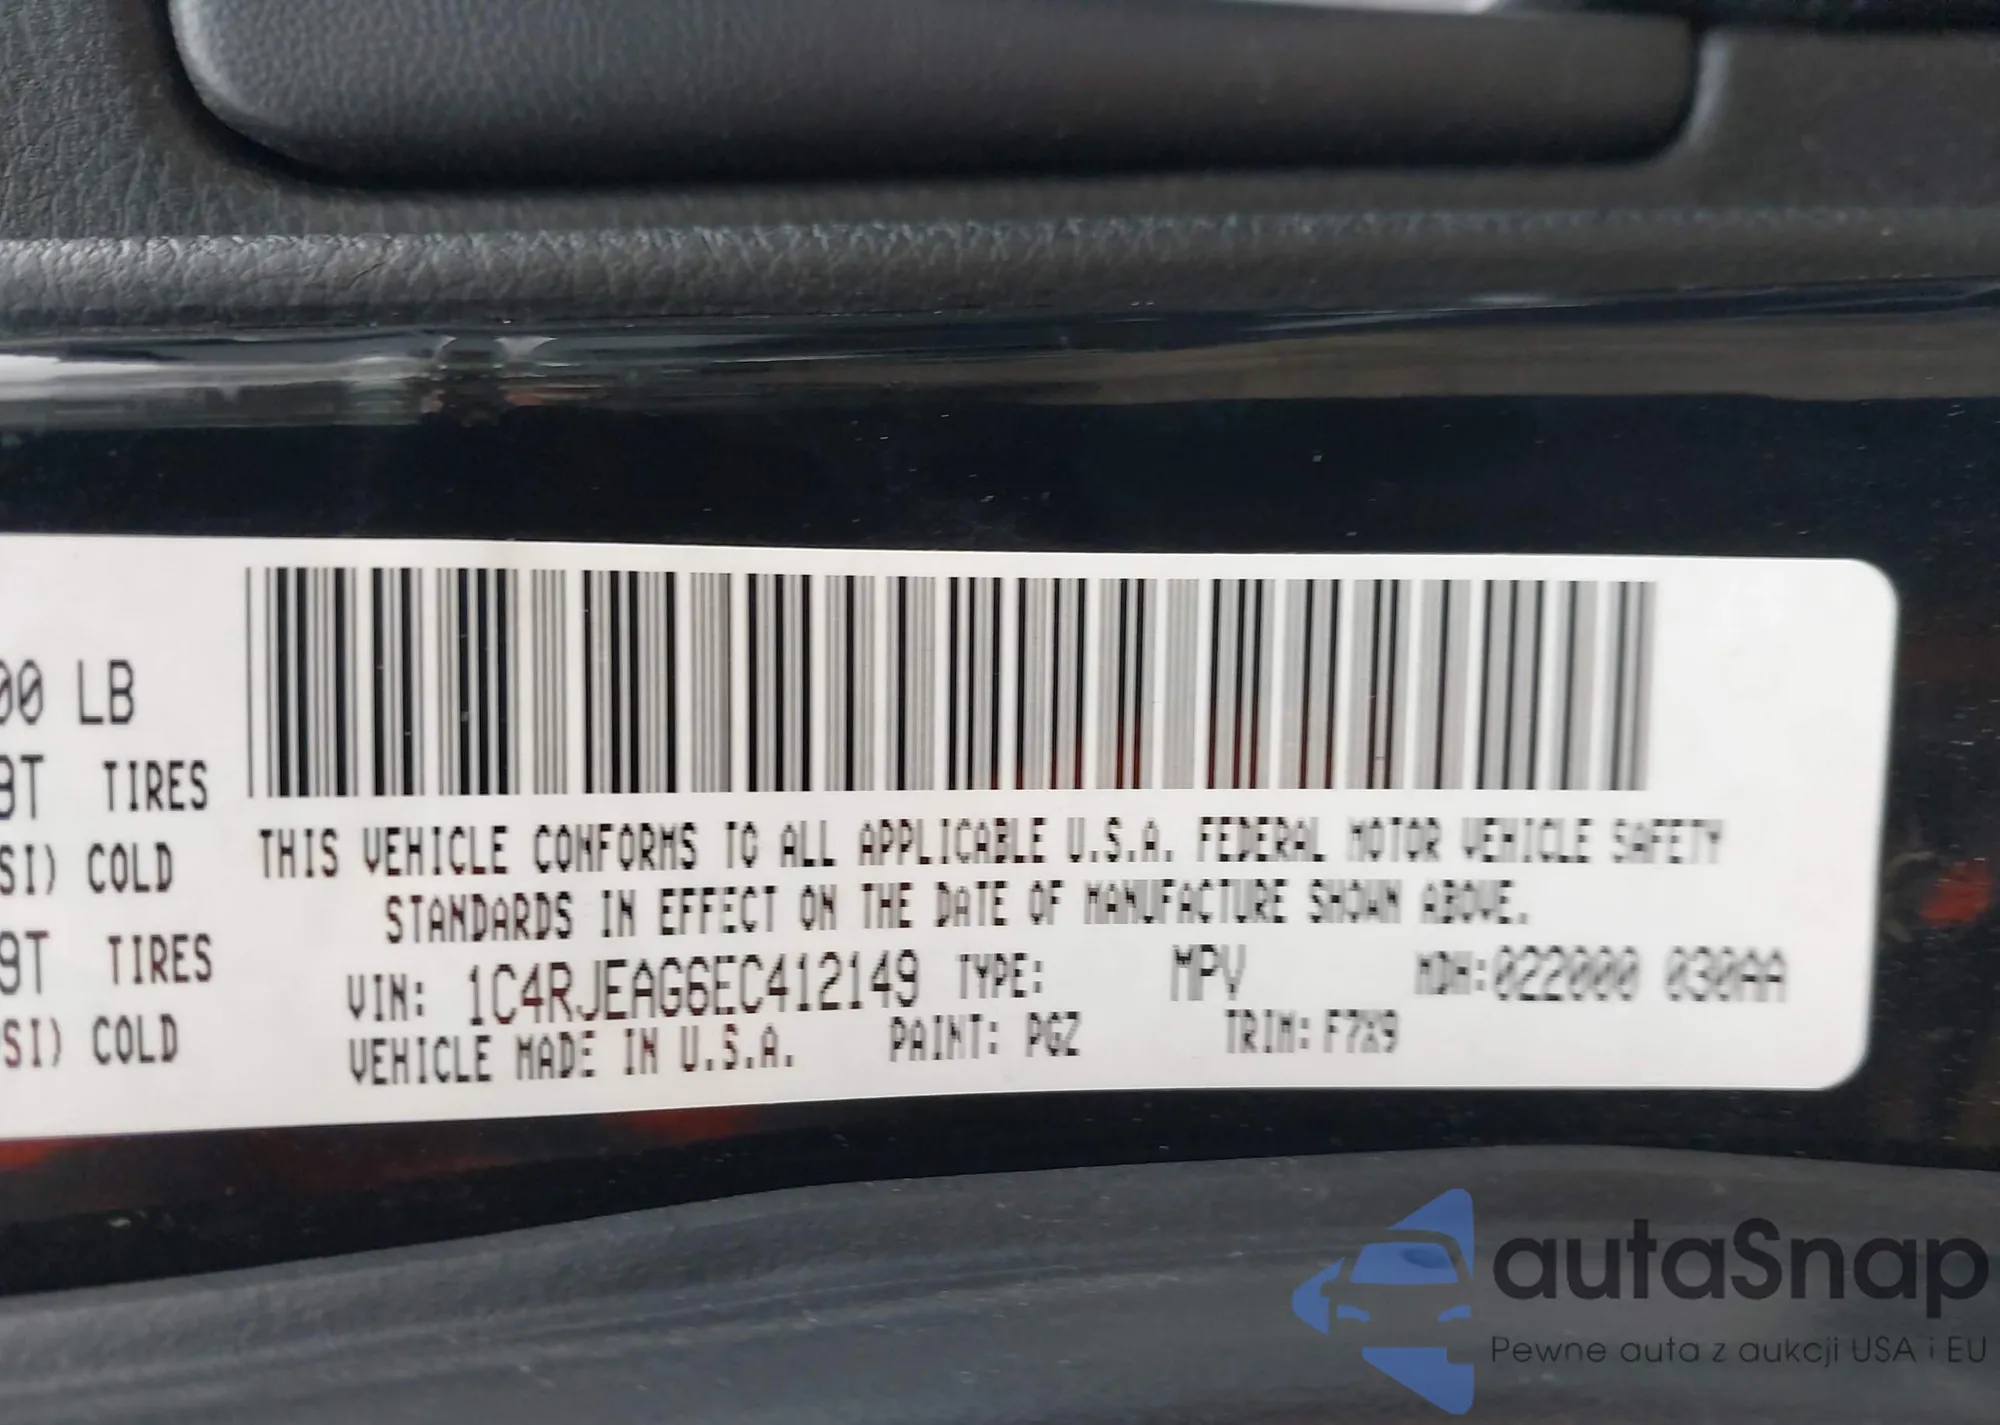 00 LB
9T TIRES
SI) COLD
9T TIRES
SI) COLD
THIS VEHICLE CONFORMS TO ALL APPLICABLE U.S.A. FEDERAL MOTOR VEHICLE SAFETY
STANDARDS IN EFFECT ON THE DATE OF MANUFACTURE SHOWN ABOVE.
VIN: 1C4RJEAG6EC412149 TYPE: MPV MDH:022000 030AA
VEHICLE MADE IN U.S.A. PAINT: PGZ TRIM: F7X9
autaSnap
Pewne auta z aukcji USA i EU